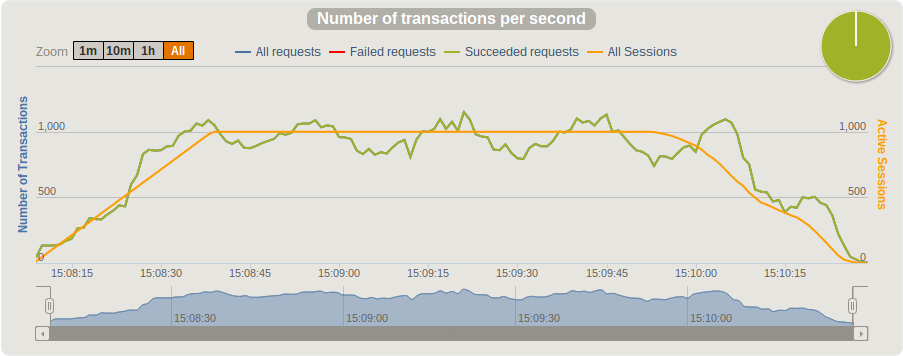 Number of transactions per second
Zoom 1m 10m 1h All All requests Failed requests Succeeded requests All Sessions
Number of Transactions
Active Sessions
1,000 1,000
500 500
0 0
15:08:15 15:08:30 15:08:45 15:09:00 15:09:15 15:09:30 15:09:45 15:10:00 15:10:15
15:08:30 15:09:00 15:09:30 15:10:00